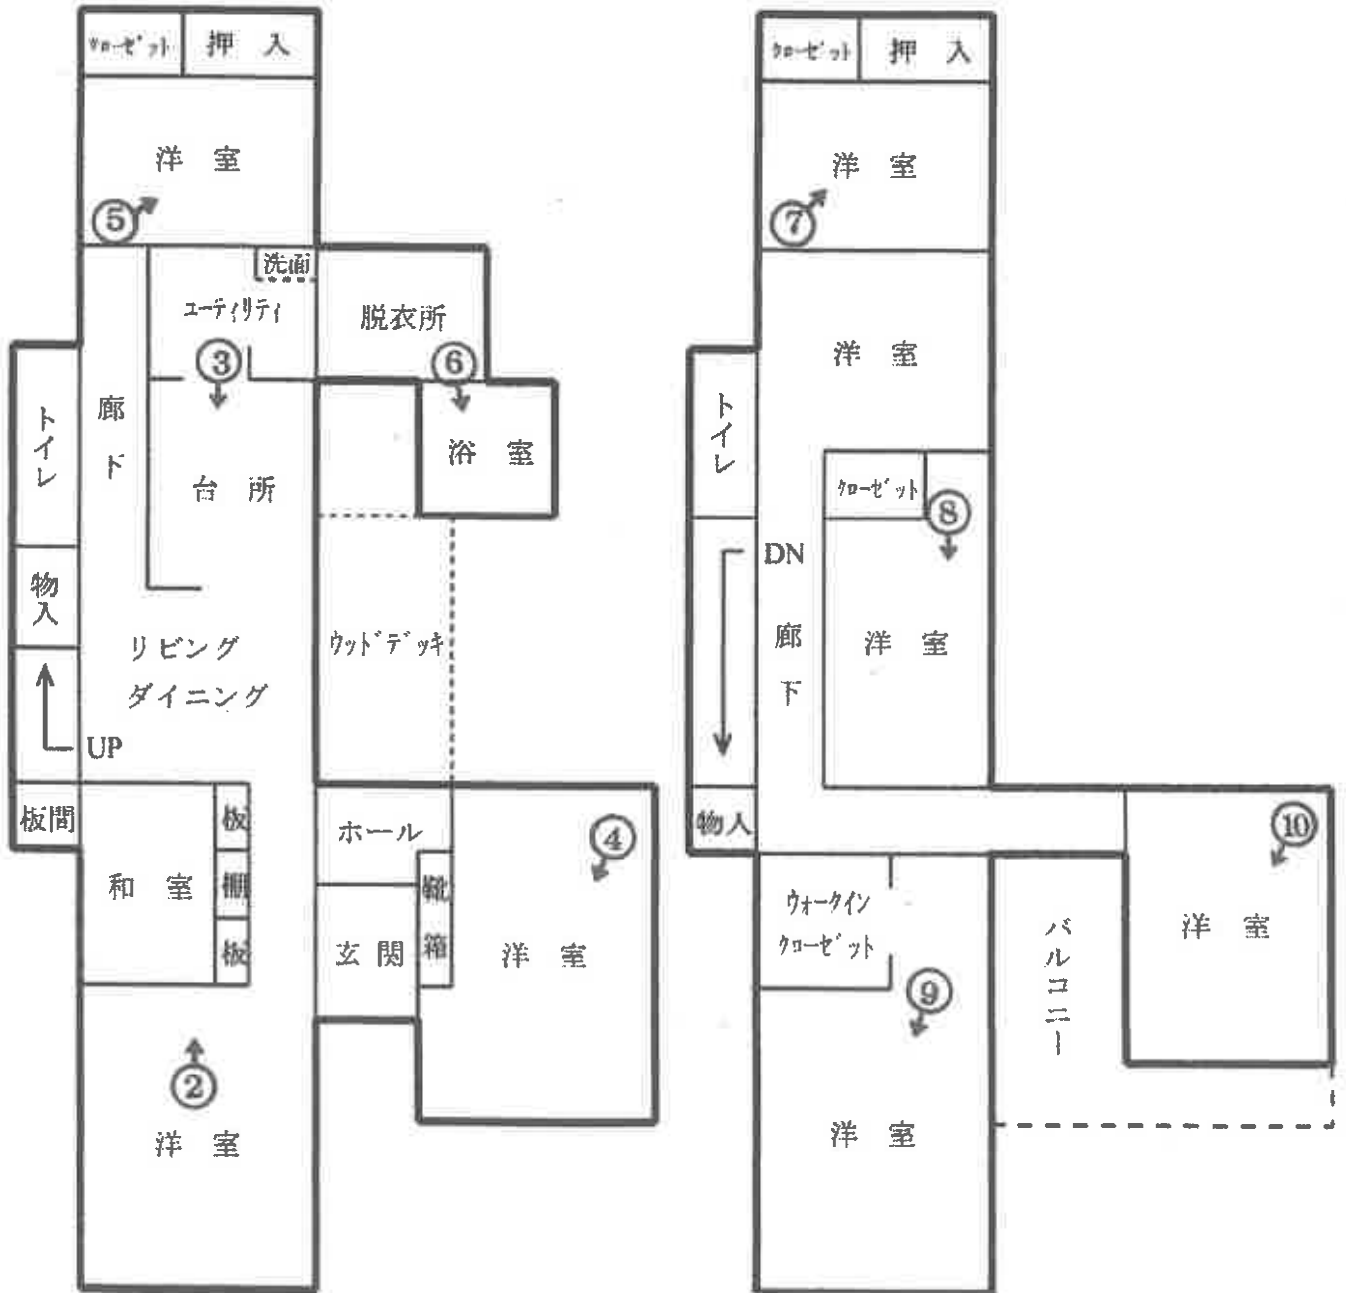 クローゼット
押入
洋室
⑤
洗面
ユーティリティ
脱衣所
③
⑥
トイレ
廊下
台所
浴室
物入
リビング
ダイニング
ウッドデッキ
UP
板間
和室
板
棚
板
ホール
④
玄関
靴箱
洋室
②
洋室
クローゼット
押入
洋室
⑦
洋室
トイレ
クローゼット
⑧
DN
廊下
洋室
物入
⑩
ウォークイン
クローゼット
⑨
バルコニー
洋室
洋室